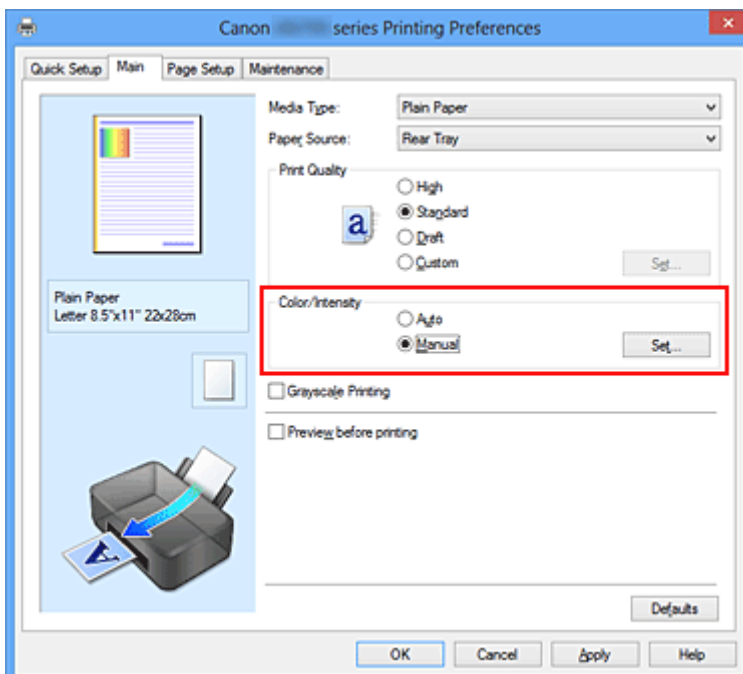 Canon series Printing Preferences
Quick Setup Main Page Setup Maintenance
Media Type: Plain Paper
Paper Source: Rear Tray
Print Quality
High
a
Standard
Draft
Custom Set...
Plain Paper
Letter 8.5"x11" 22x28cm
Color/Intensity
Auto
Manual Set...
Grayscale Printing
Preview before printing
A
Defaults
OK Cancel Apply Help